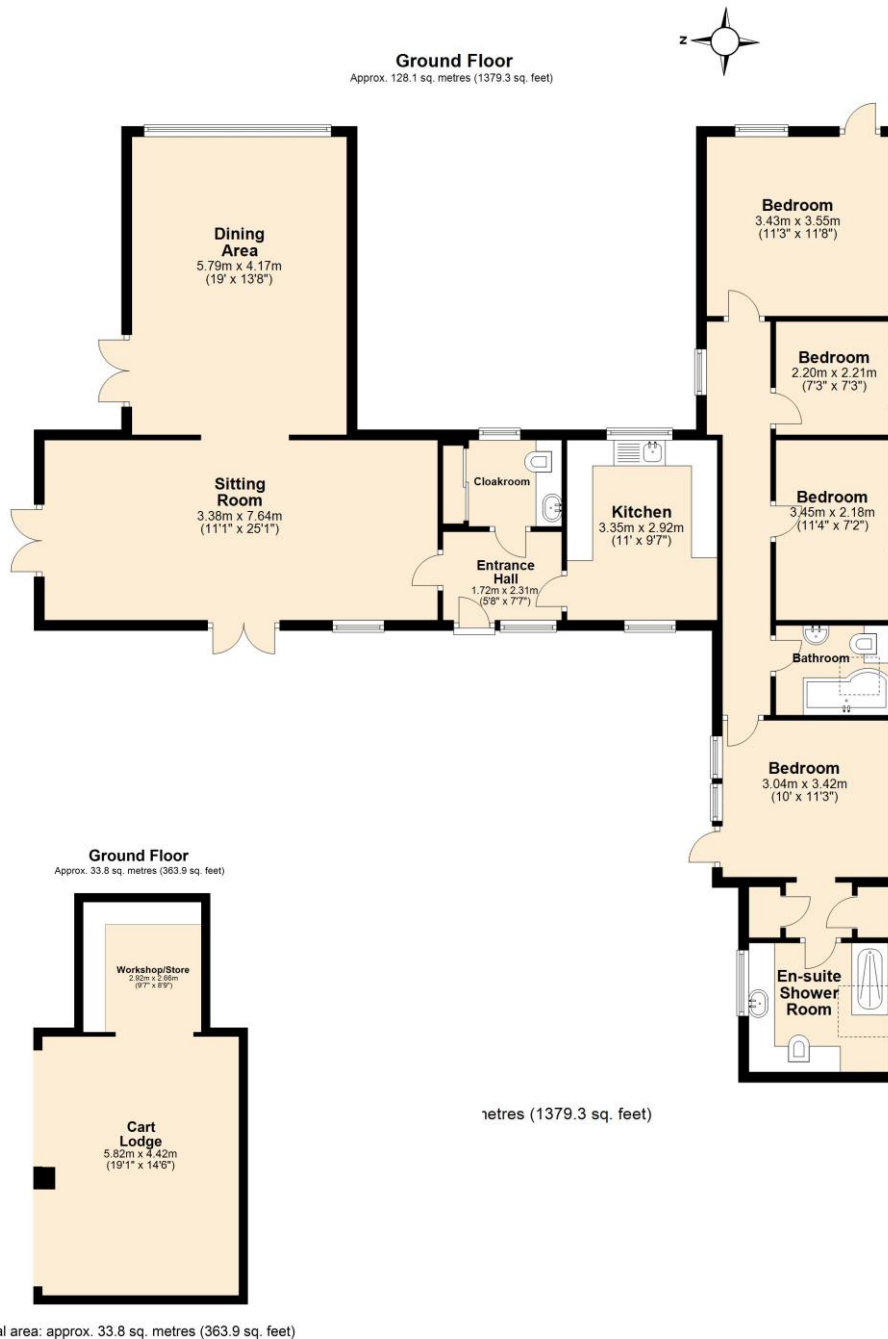 Ground Floor
Approx. 128.1 sq. metres (1379.3 sq. feet)
z
Dining
Area
5.79m x 4.17m
(19' x 13'8")
Bedroom
3.43m x 3.55m
(11'3" x 11'8")
Bedroom
2.20m x 2.21m
(7'3" x 7'3")
Sitting
Room
3.38m x 7.64m
(11'1" x 25'1")
Cloakroom
Kitchen
3.35m x 2.92m
(11' x 9'7")
Bedroom
3.45m x 2.18m
(11'4" x 7'2")
Entrance
Hall
1.72m x 2.31m
(5'8" x 7'7")
Bathroom
Bedroom
3.04m x 3.42m
(10' x 11'3")
En-suite
Shower
Room
Ground Floor
Approx. 33.8 sq. metres (363.9 sq. feet)
Workshop/Store
2.92m x 2.66m
(9'7" x 8'9")
Cart
Lodge
5.82m x 4.42m
(19'1" x 14'6")
etres (1379.3 sq. feet)
al area: approx. 33.8 sq. metres (363.9 sq. feet)